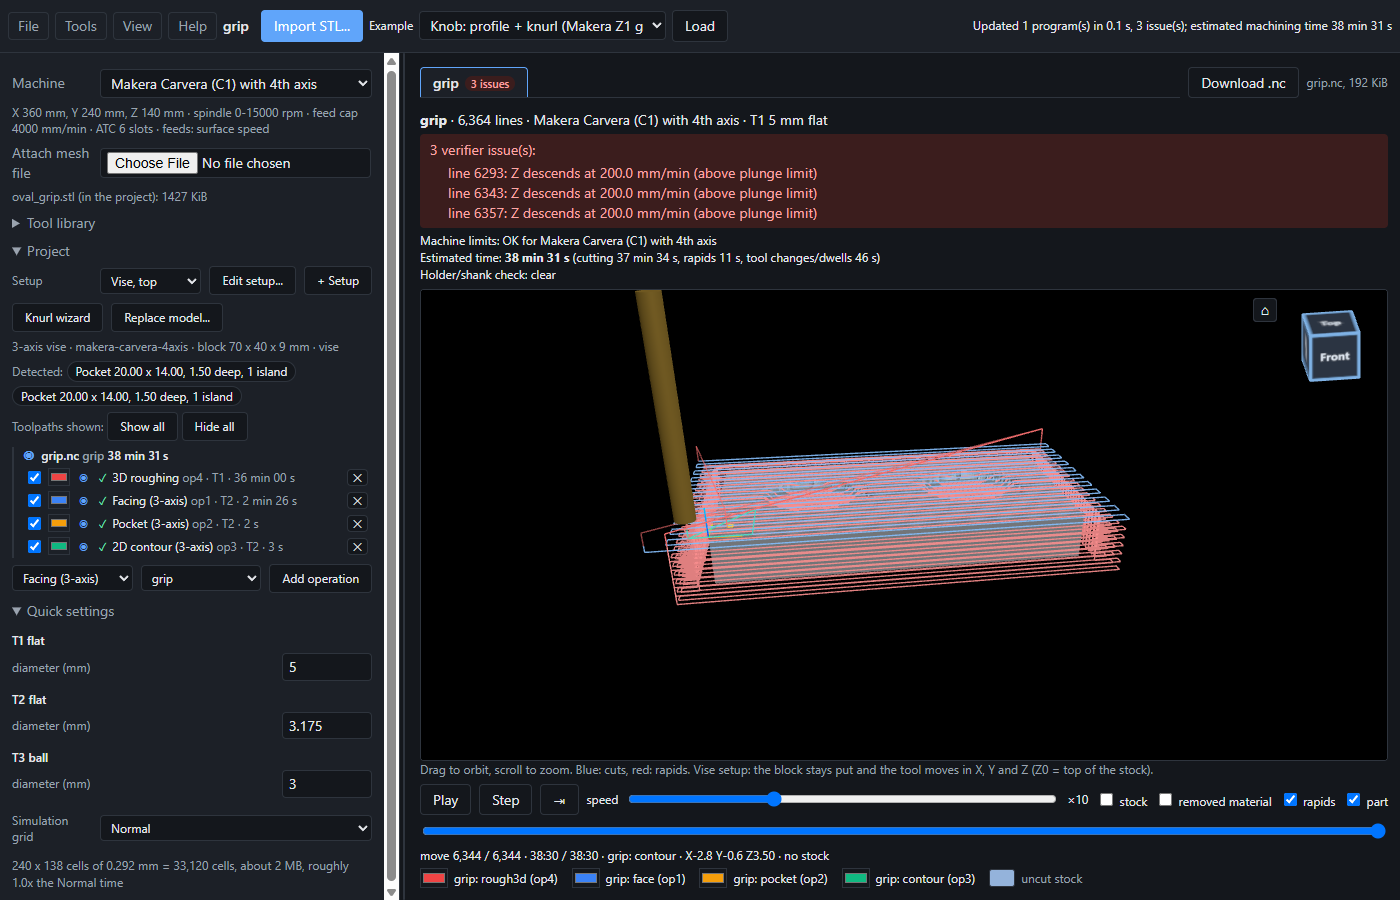 File Tools View Help grip Import STL... Example Knob: profile + knurl (Makera Z1 g Load Updated 1 program(s) in 0.1 s, 3 issue(s); estimated machining time 38 min 31 s
Machine Makera Carvera (C1) with 4th axis
X 360 mm, Y 240 mm, Z 140 mm · spindle 0-15000 rpm · feed cap
4000 mm/min · ATC 6 slots · feeds: surface speed
Attach mesh file Choose File No file chosen
oval_grip.stl (in the project): 1427 KiB
Tool library
Project
Setup Vise, top Edit setup... + Setup
Knurl wizard Replace model...
3-axis vise · makera-carvera-4axis · block 70 x 40 x 9 mm · vise
Detected: Pocket 20.00 x 14.00, 1.50 deep, 1 island
Pocket 20.00 x 14.00, 1.50 deep, 1 island
Toolpaths shown: Show all Hide all
grip.nc grip 38 min 31 s
✓ 3D roughing op4 · T1 · 36 min 00 s ×
✓ Facing (3-axis) op1 · T2 · 2 min 26 s ×
✓ Pocket (3-axis) op2 · T2 · 2 s ×
✓ 2D contour (3-axis) op3 · T2 · 3 s ×
Facing (3-axis) grip Add operation
Quick settings
T1 flat
diameter (mm) 5
T2 flat
diameter (mm) 3.175
T3 ball
diameter (mm) 3
Simulation grid Normal
240 x 138 cells of 0.292 mm = 33,120 cells, about 2 MB, roughly
1.0x the Normal time
grip 3 issues Download .nc grip.nc, 192 KiB
grip · 6,364 lines · Makera Carvera (C1) with 4th axis · T1 5 mm flat
3 verifier issue(s):
line 6293: Z descends at 200.0 mm/min (above plunge limit)
line 6343: Z descends at 200.0 mm/min (above plunge limit)
line 6357: Z descends at 200.0 mm/min (above plunge limit)
Machine limits: OK for Makera Carvera (C1) with 4th axis
Estimated time: 38 min 31 s (cutting 37 min 34 s, rapids 11 s, tool changes/dwells 46 s)
Holder/shank check: clear
Top
Front
Drag to orbit, scroll to zoom. Blue: cuts, red: rapids. Vise setup: the block stays put and the tool moves in X, Y and Z (Z0 = top of the stock).
Play Step ⇥ speed ×10 stock removed material rapids part
move 6,344 / 6,344 · 38:30 / 38:30 · grip: contour · X-2.8 Y-0.6 Z3.50 · no stock
grip: rough3d (op4) grip: face (op1) grip: pocket (op2) grip: contour (op3) uncut stock